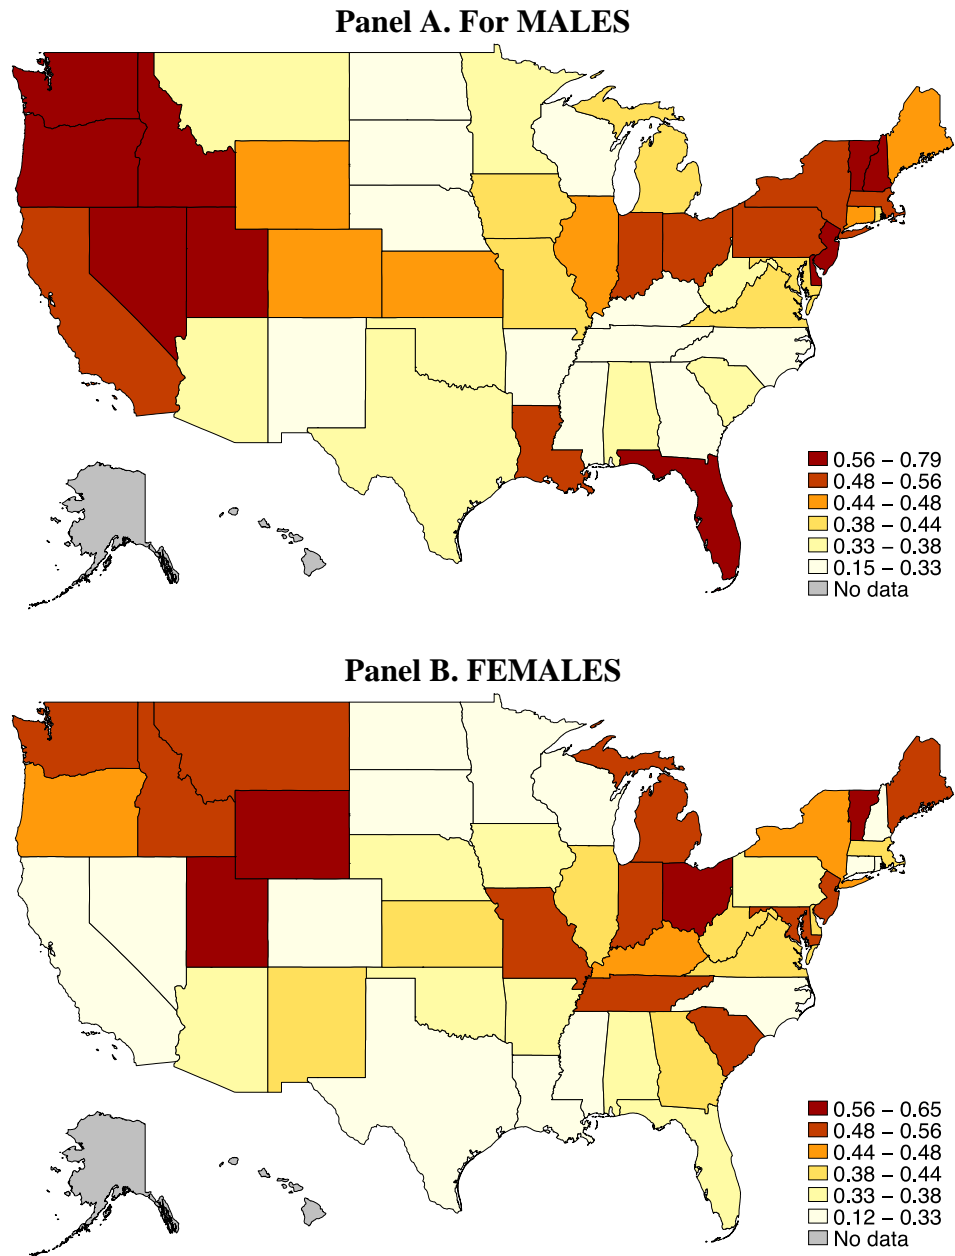 Panel A. For MALES
0.56 – 0.79
0.48 – 0.56
0.44 – 0.48
0.38 – 0.44
0.33 – 0.38
0.15 – 0.33
No data
Panel B. FEMALES
0.56 – 0.65
0.48 – 0.56
0.44 – 0.48
0.38 – 0.44
0.33 – 0.38
0.12 – 0.33
No data